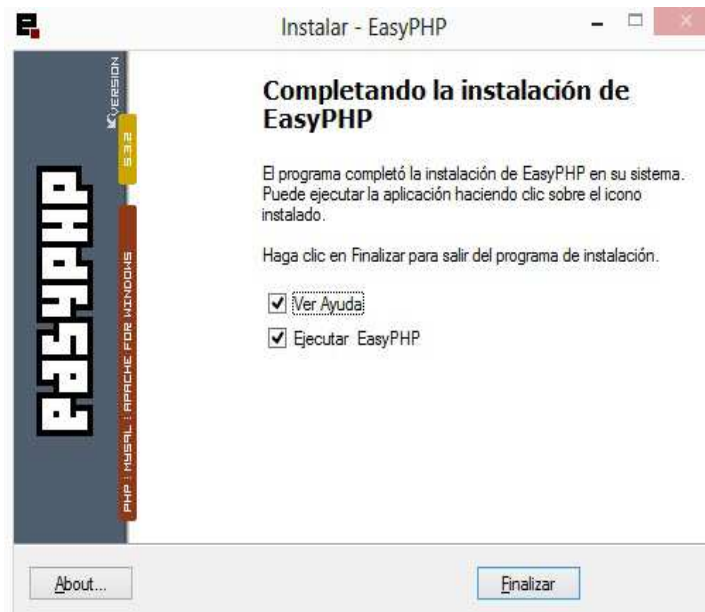 Instalar - EasyPHP
VERSION
5.3.2
EASYPHP
PHP : MYSQL : APACHE FOR WINDOWS
Completando la instalación de
EasyPHP
El programa completó la instalación de EasyPHP en su sistema.
Puede ejecutar la aplicación haciendo clic sobre el icono
instalado.
Haga clic en Finalizar para salir del programa de instalación.
Ver Ayuda
Ejecutar EasyPHP
About...
Finalizar